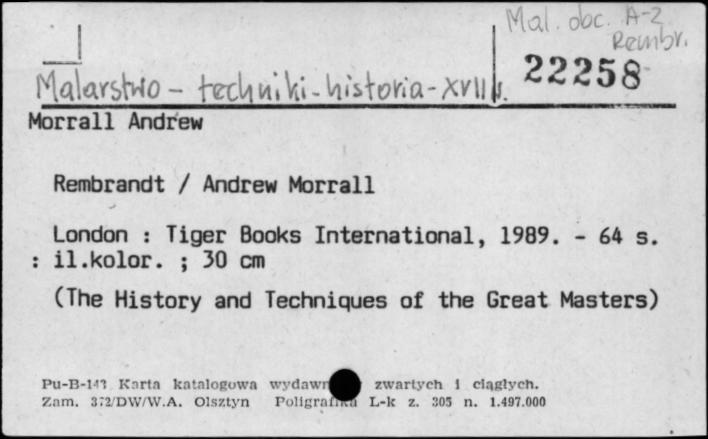 Mal. obc. A-Z
Rembr.
22258
Malarstwo - techniki - historia - XVII w.
Morrall Andrew
Rembrandt / Andrew Morrall
London : Tiger Books International, 1989. - 64 s.
: il.kolor. ; 30 cm
(The History and Techniques of the Great Masters)
Pu-B-143 Karta katalogowa zwartych i ciągłych.
Zam. 372/DW/W.A. Olsztyn L-k z. 305 n. 1.497.000